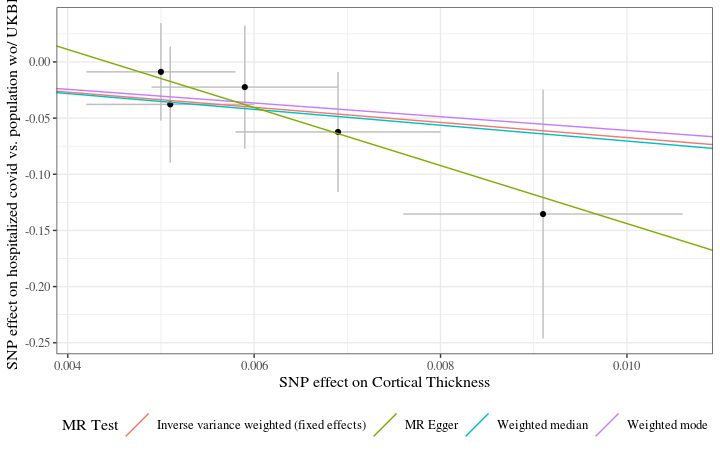 SNP effect on hospitalized covid vs. population wo/
0.00
-0.05
-0.10
-0.15
-0.20
-0.25
0.004
0.006
0.008
0.010
SNP effect on Cortical Thickness
MR Test
Inverse variance weighted (fixed effects)
MR Egger
Weighted median
Weighted mode